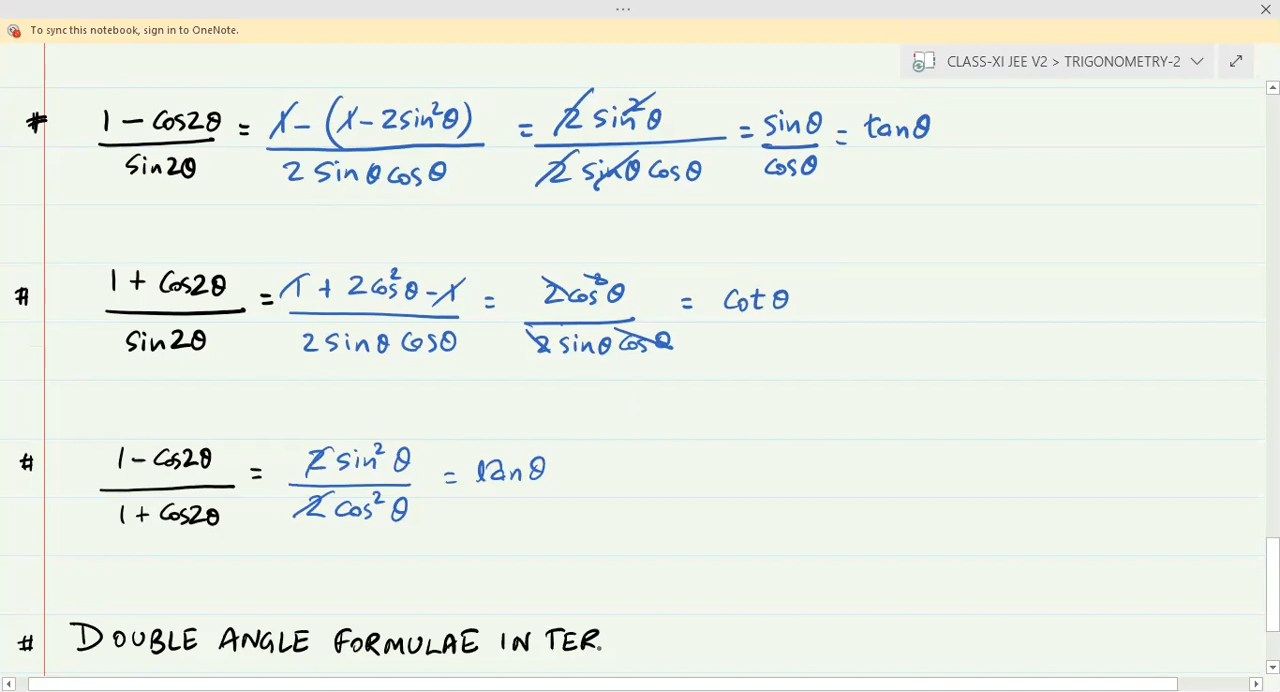 ...
To sync this notebook, sign in to OneNote.
CLASS-XI JEE V2 > TRIGONOMETRY-2
# (1 - cos2θ)/(sin2θ) = (1 - (1 - 2sin²θ))/(2 sinθ cosθ) = (2 sin²θ)/(2 sinθ cosθ) = sinθ/cosθ = tanθ
# (1 + cos2θ)/(sin2θ) = (1 + 2cos²θ - 1)/(2 sinθ cosθ) = (2cos²θ)/(2 sinθ cosθ) = cotθ
# (1 - cos2θ)/(1 + cos2θ) = (2 sin²θ)/(2 cos²θ) = tanθ
# DOUBLE ANGLE FORMULAE IN TER